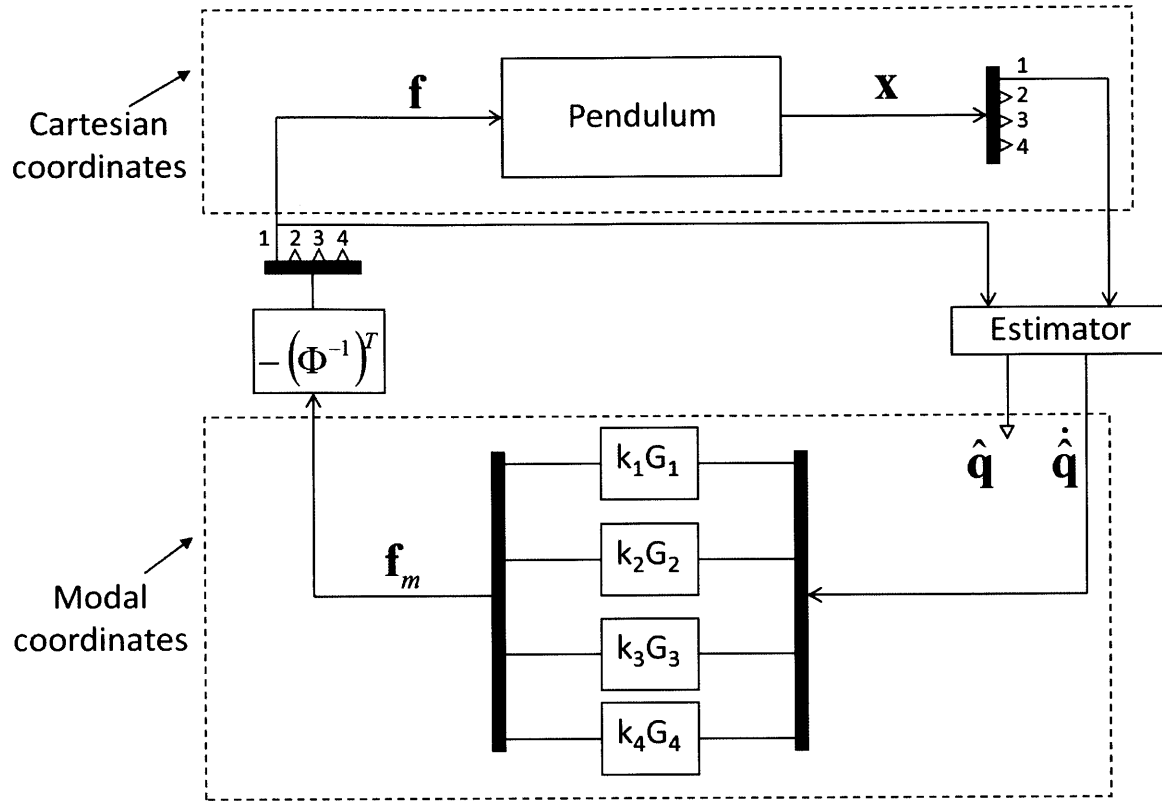 f
Pendulum
x
1
2
3
4
Cartesian
coordinates
1 2 3 4
−(Φ⁻¹)ᵀ
Estimator
q̂ q̂̇
k₁G₁
k₂G₂
k₃G₃
k₄G₄
fₘ
Modal
coordinates